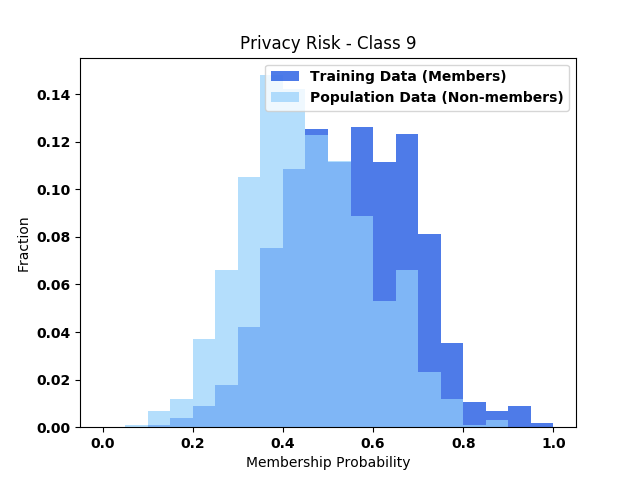 Privacy Risk - Class 9
Training Data (Members)
Population Data (Non-members)
0.14
0.12
0.10
0.08
0.06
0.04
0.02
0.00
Fraction
0.0 0.2 0.4 0.6 0.8 1.0
Membership Probability